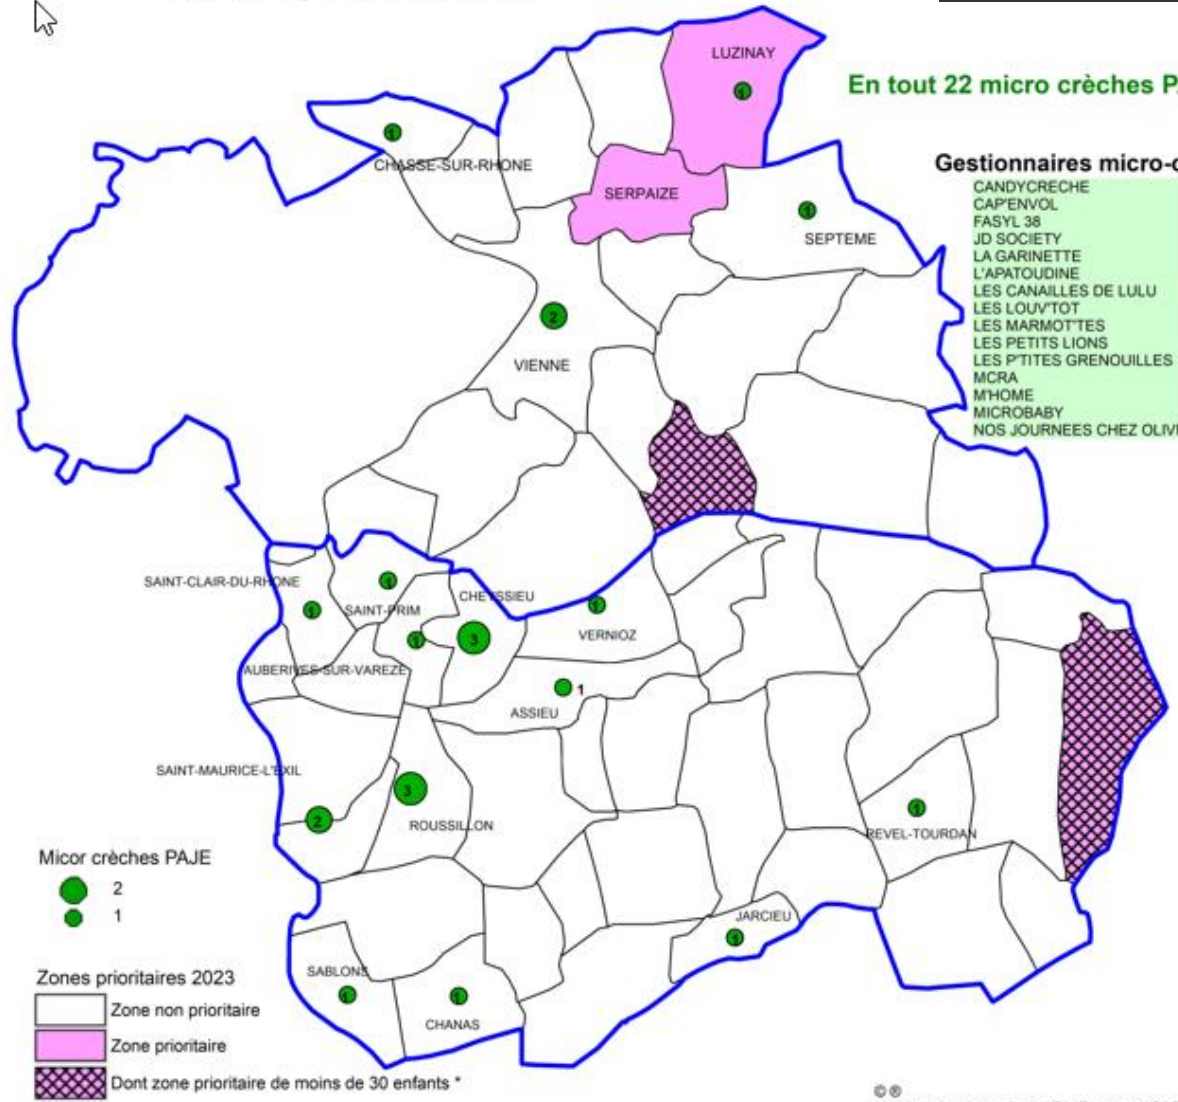 LUZINAY
1
En tout 22 micro crèches PA
1
CHASSE-SUR-RHONE
Gestionnaires micro-c
CANDYCRECHE
CAP'ENVOL
FASYL 38
JD SOCIETY
LA GARINETTE
L'APATOUDINE
LES CANAILLES DE LULU
LES LOUV'TOT
LES MARMOT'TES
LES PETITS LIONS
LES P'TITES GRENOUILLES
MCRA
M'HOME
MICROBABY
NOS JOURNEES CHEZ OLIVI
SERPAIZE
1
SEPTEME
2
VIENNE
SAINT-CLAIR-DU-RHONE
1
1
SAINT-PRIM
CHEYSSIEU
1
VERNIOZ
1
3
AUBERIVES-SUR-VAREZE
1
ASSIEU
SAINT-MAURICE-L'EXIL
3
2
ROUSSILLON
1
REVEL-TOURDAN
JARCIEU
1
SABLONS
1
1
CHANAS
Micor crèches PAJE
2
1
Zones prioritaires 2023
Zone non prioritaire
Zone prioritaire
Dont zone prioritaire de moins de 30 enfants *
©®